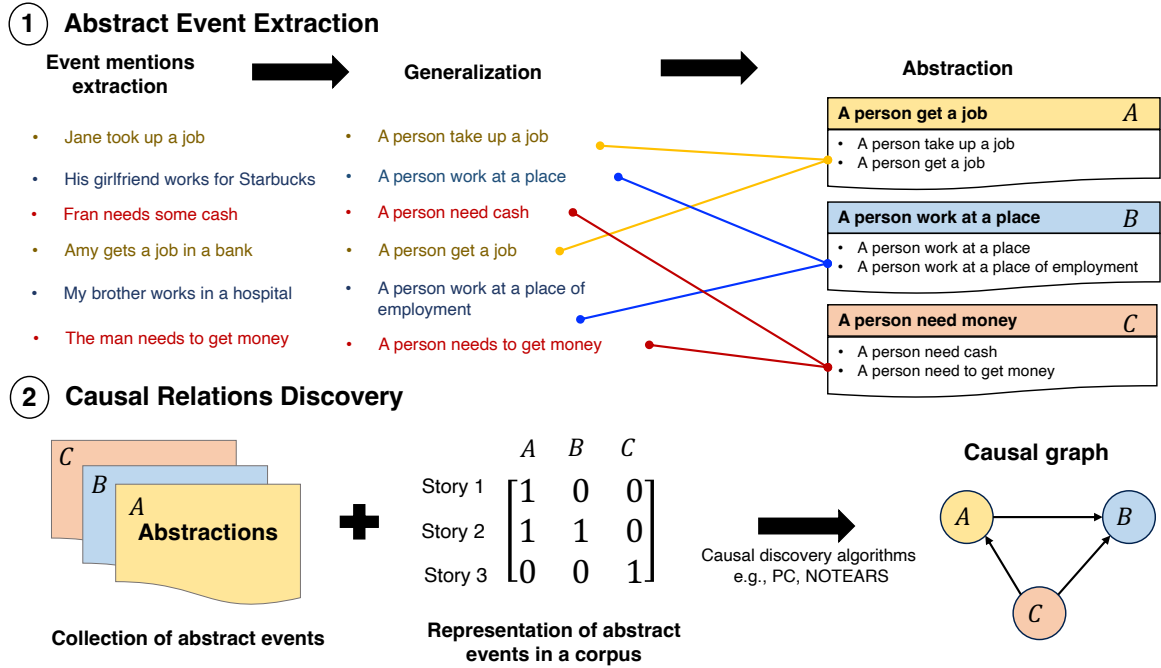 1 Abstract Event Extraction
Event mentions
extraction
Generalization
Abstraction
• Jane took up a job
• His girlfriend works for Starbucks
• Fran needs some cash
• Amy gets a job in a bank
• My brother works in a hospital
• The man needs to get money
• A person take up a job
• A person work at a place
• A person need cash
• A person get a job
• A person work at a place of
employment
• A person needs to get money
A person get a job A
• A person take up a job
• A person get a job
A person work at a place B
• A person work at a place
• A person work at a place of employment
A person need money C
• A person need cash
• A person need to get money
2 Causal Relations Discovery
C
B
A
Abstractions
Collection of abstract events
A B C
Story 1 1 0 0
Story 2 1 1 0
Story 3 0 0 1
Representation of abstract
events in a corpus
Causal discovery algorithms
e.g., PC, NOTEARS
Causal graph
A B
C